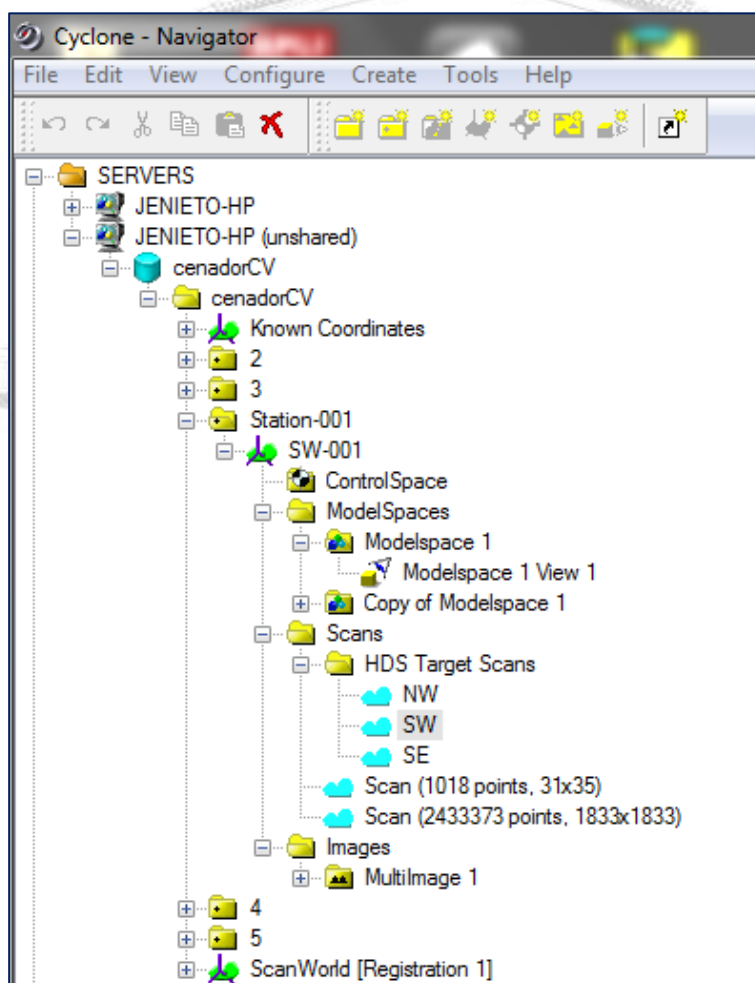 Cyclone - Navigator
File Edit View Configure Create Tools Help
SERVERS
JENIETO-HP
JENIETO-HP (unshared)
cenadorCV
cenadorCV
Known Coordinates
2
3
Station-001
SW-001
ControlSpace
ModelSpaces
Modelspace 1
Modelspace 1 View 1
Copy of Modelspace 1
Scans
HDS Target Scans
NW
SW
SE
Scan (1018 points, 31x35)
Scan (2433373 points, 1833x1833)
Images
MultiImage 1
4
5
ScanWorld [Registration 1]